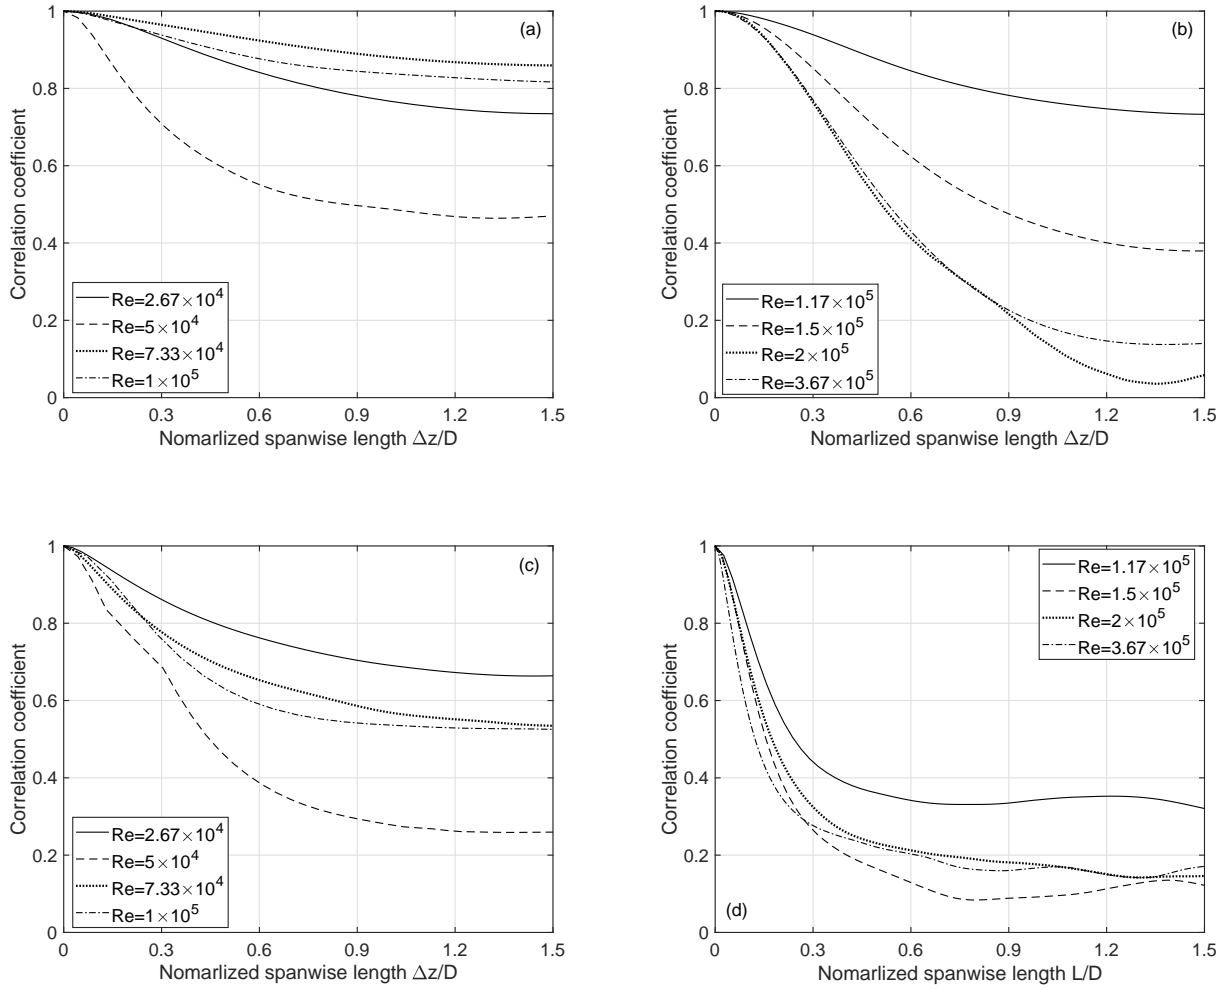 (a)
Correlation coefficient
1
0.8
0.6
0.4
0.2
0
Re=2.67×10^4
Re=5×10^4
Re=7.33×10^4
Re=1×10^5
0 0.3 0.6 0.9 1.2 1.5
Nomarlized spanwise length Δz/D
(b)
Correlation coefficient
1
0.8
0.6
0.4
0.2
0
Re=1.17×10^5
Re=1.5×10^5
Re=2×10^5
Re=3.67×10^5
0 0.3 0.6 0.9 1.2 1.5
Nomarlized spanwise length Δz/D
(c)
Correlation coefficient
1
0.8
0.6
0.4
0.2
0
Re=2.67×10^4
Re=5×10^4
Re=7.33×10^4
Re=1×10^5
0 0.3 0.6 0.9 1.2 1.5
Nomarlized spanwise length Δz/D
Correlation coefficient
1
0.8
0.6
0.4
0.2
0
Re=1.17×10^5
Re=1.5×10^5
Re=2×10^5
Re=3.67×10^5
(d)
0 0.3 0.6 0.9 1.2 1.5
Nomarlized spanwise length L/D